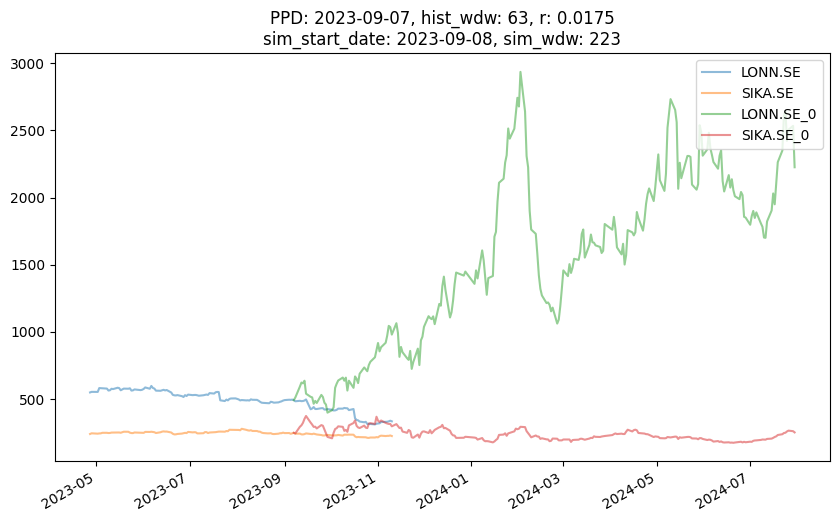 PPD: 2023-09-07, hist_wdw: 63, r: 0.0175
sim_start_date: 2023-09-08, sim_wdw: 223
3000
2500
2000
1500
1000
500
LONN.SE
SIKA.SE
LONN.SE_0
SIKA.SE_0
2023-05
2023-07
2023-09
2023-11
2024-01
2024-03
2024-05
2024-07